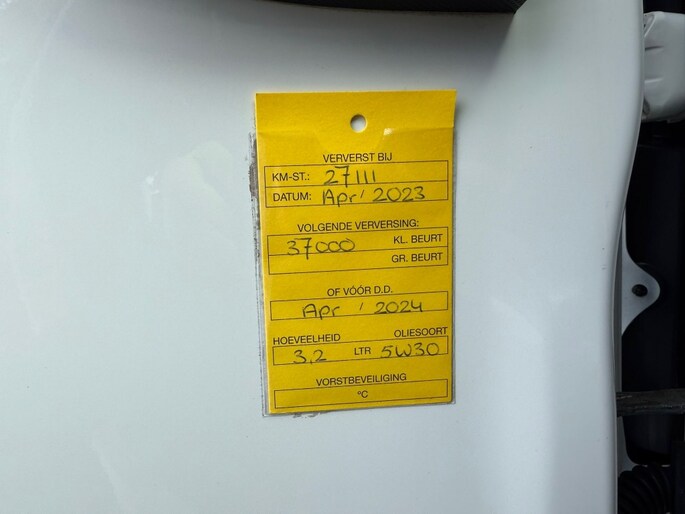 VERVERST BIJ
KM-ST.: 27111
DATUM: Apr / 2023
VOLGENDE VERVERSING:
37000 KL. BEURT
GR. BEURT
OF VÓÓR D.D.
Apr / 2024
HOEVEELHEID OLIESOORT
3,2 LTR 5W30
VORSTBEVEILIGING
°C